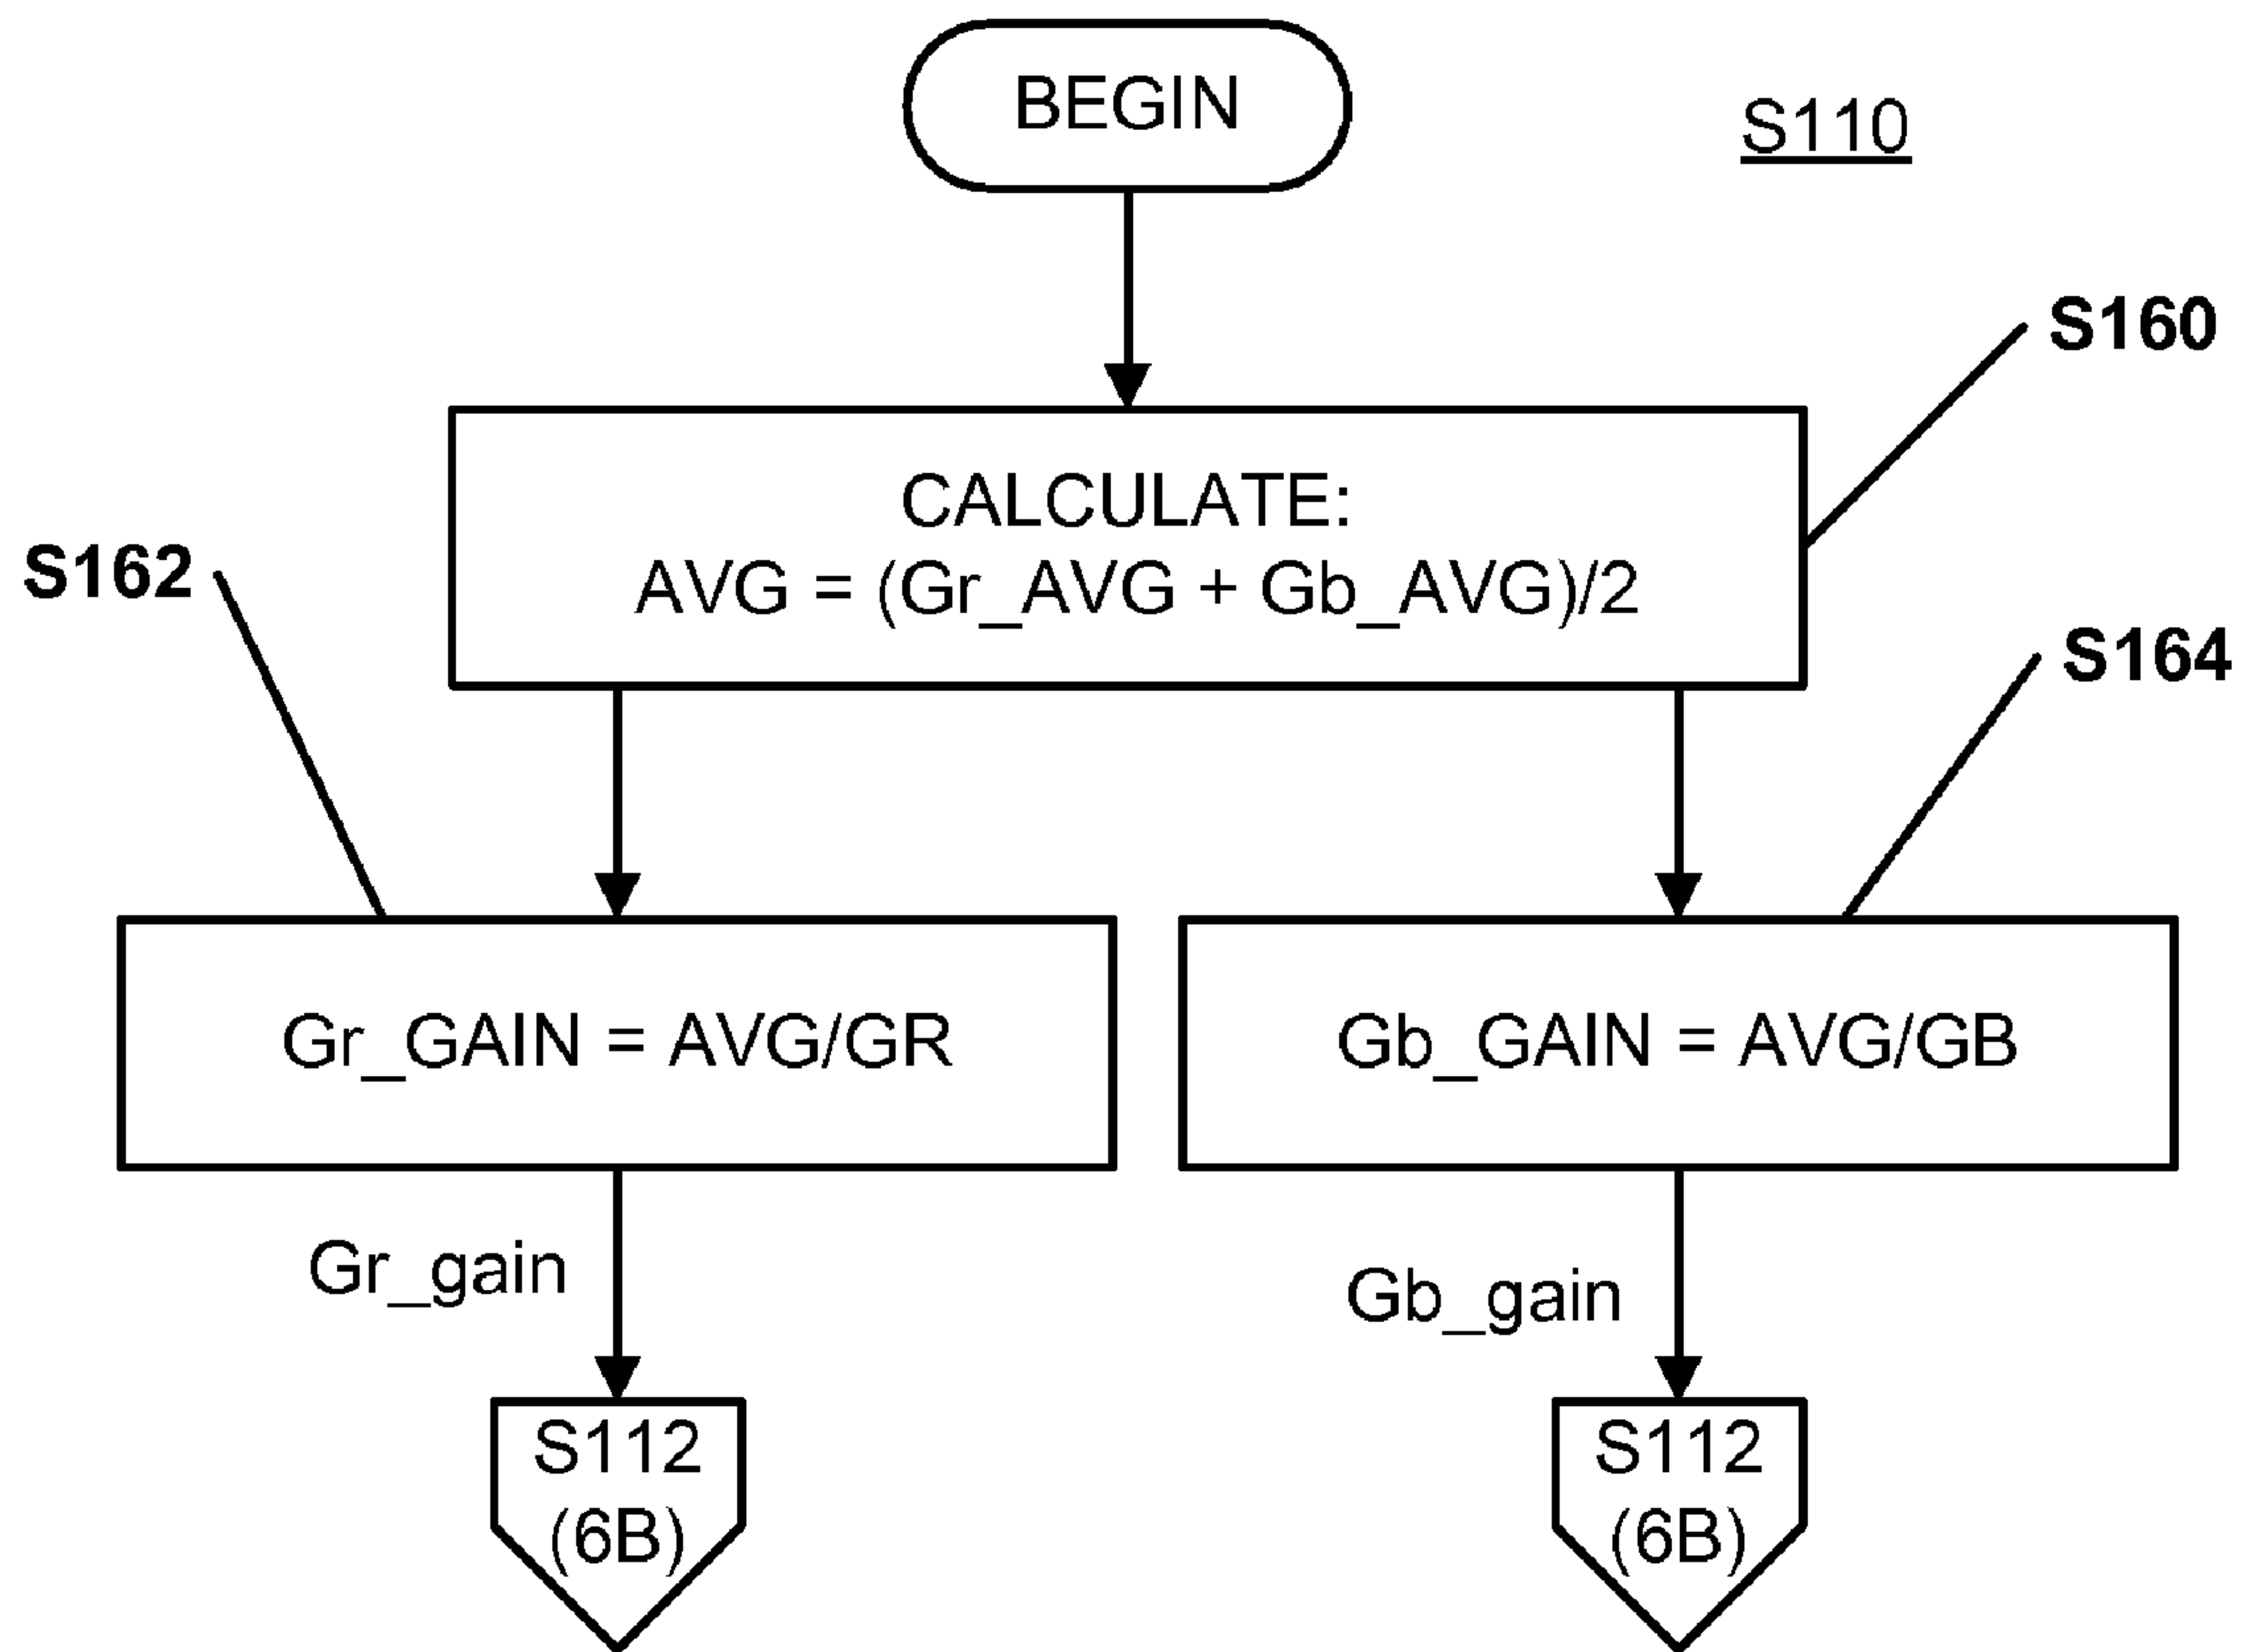 BEGIN
S110
S160
CALCULATE:
AVG = (Gr_AVG + Gb_AVG)/2
S162
S164
Gr_GAIN = AVG/GR
Gb_GAIN = AVG/GB
Gr_gain
Gb_gain
S112
(6B)
S112
(6B)